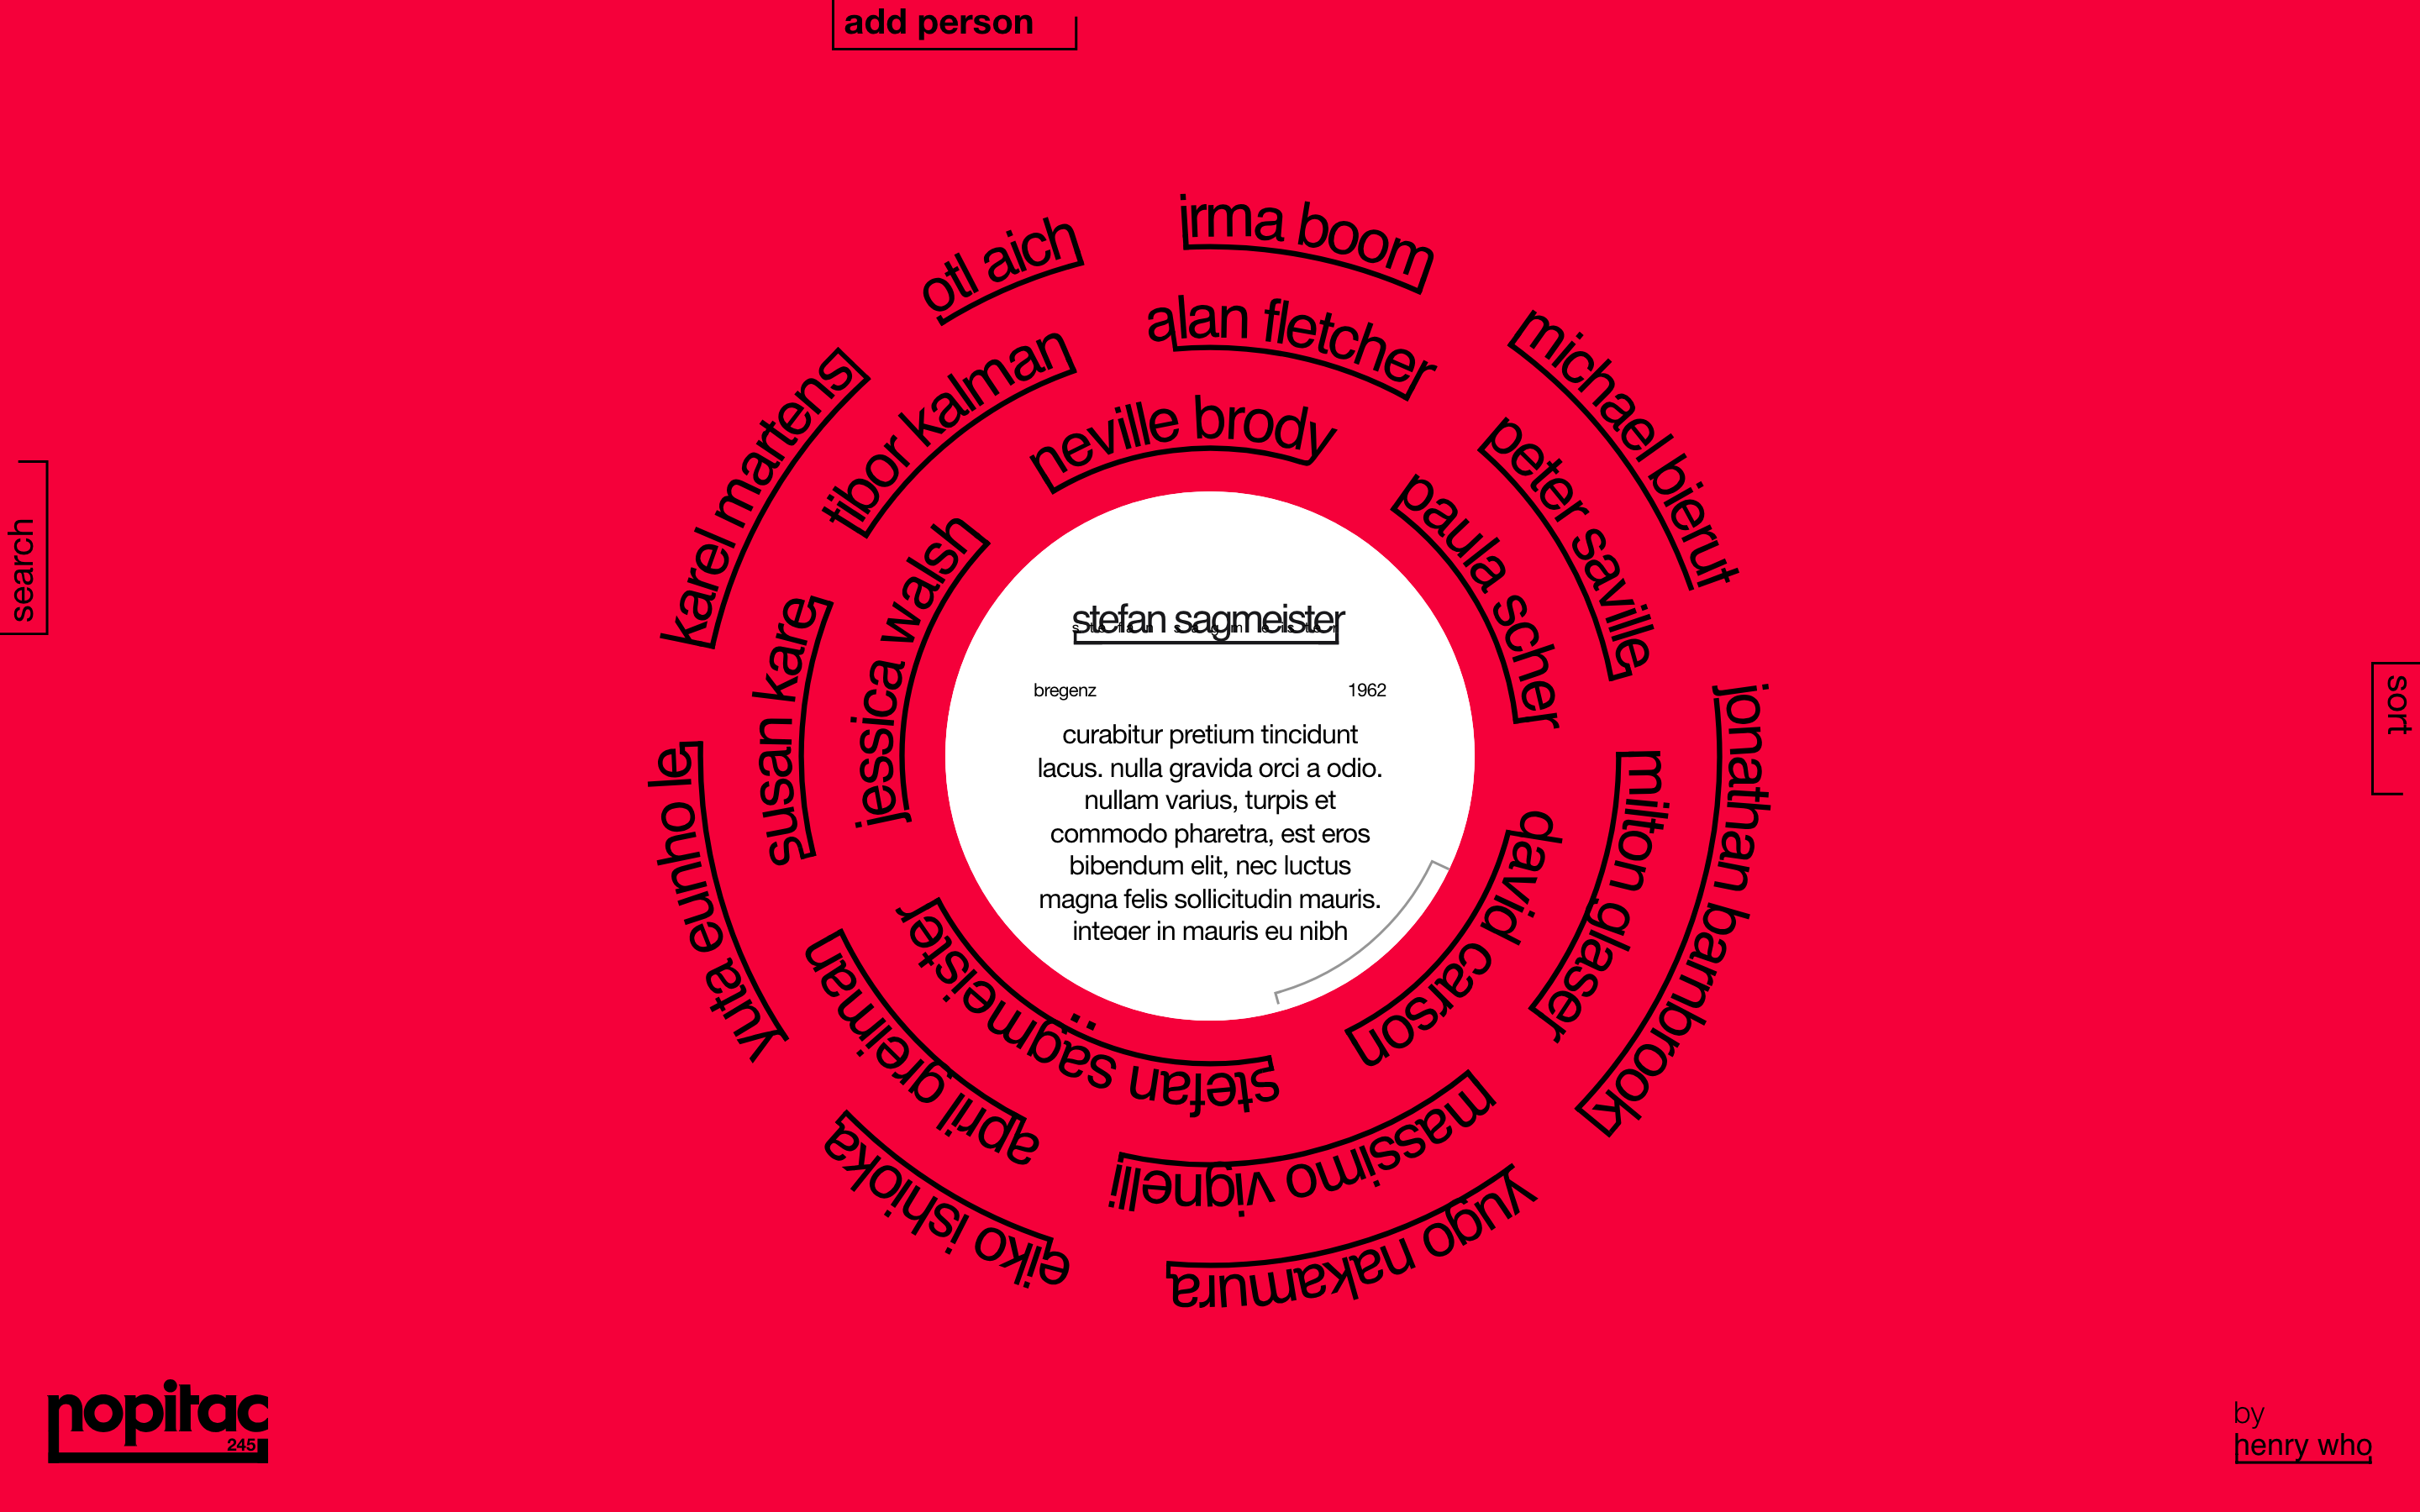 add person
search
sort
irma boom
michael bierut
jonathan barnbrook
yugo nakamura
eiko ishioka
yuta eunho le
karel martens
otl aich
alan fletcher
peter saville
milton glaser
massimo vignelli
april greiman
susan kare
tibor kalman
neville brody
paula scher
david carson
stefan sägmeister
jessica walsh
stefan sagmeister
stefan sagmeister
bregenz 1962
curabitur pretium tincidunt
lacus. nulla gravida orci a odio.
nullam varius, turpis et
commodo pharetra, est eros
bibendum elit, nec luctus
magna felis sollicitudin mauris.
integer in mauris eu nibh
nopitac
245
by
henry who